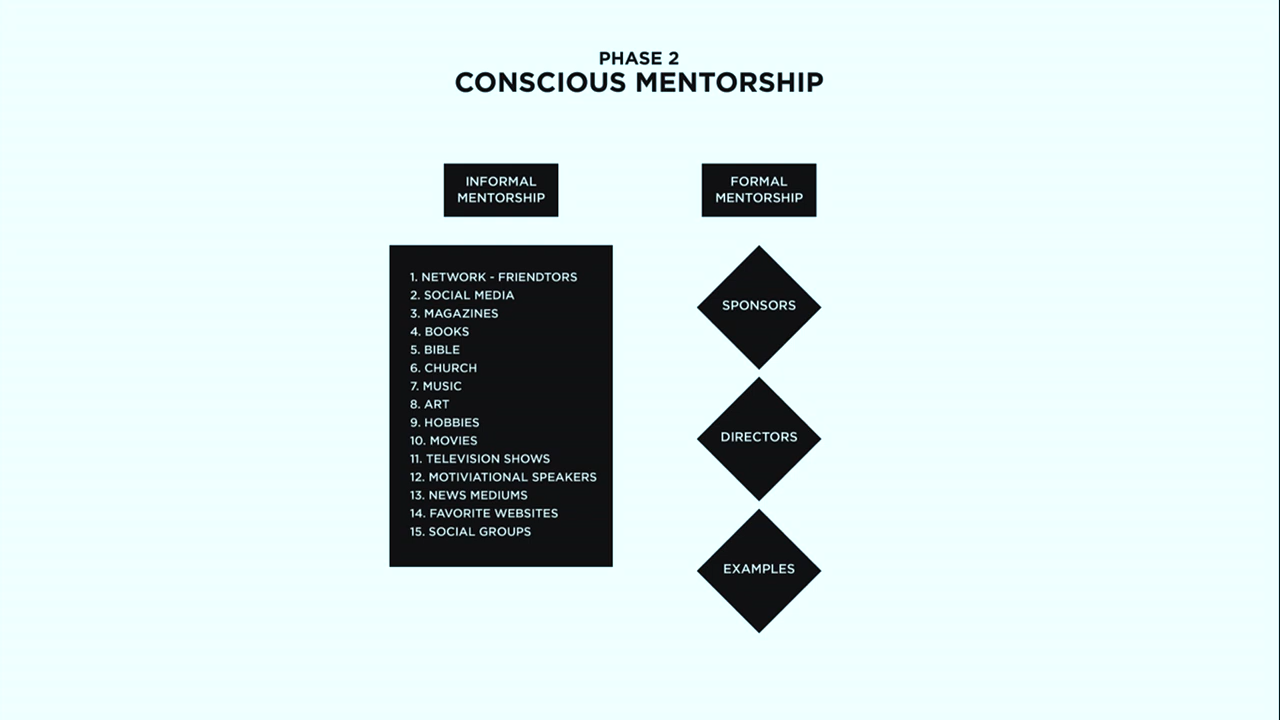 PHASE 2
CONSCIOUS MENTORSHIP
INFORMAL
MENTORSHIP
1. NETWORK - FRIENDTORS
2. SOCIAL MEDIA
3. MAGAZINES
4. BOOKS
5. BIBLE
6. CHURCH
7. MUSIC
8. ART
9. HOBBIES
10. MOVIES
11. TELEVISION SHOWS
12. MOTIVIATIONAL SPEAKERS
13. NEWS MEDIUMS
14. FAVORITE WEBSITES
15. SOCIAL GROUPS
FORMAL
MENTORSHIP
SPONSORS
DIRECTORS
EXAMPLES